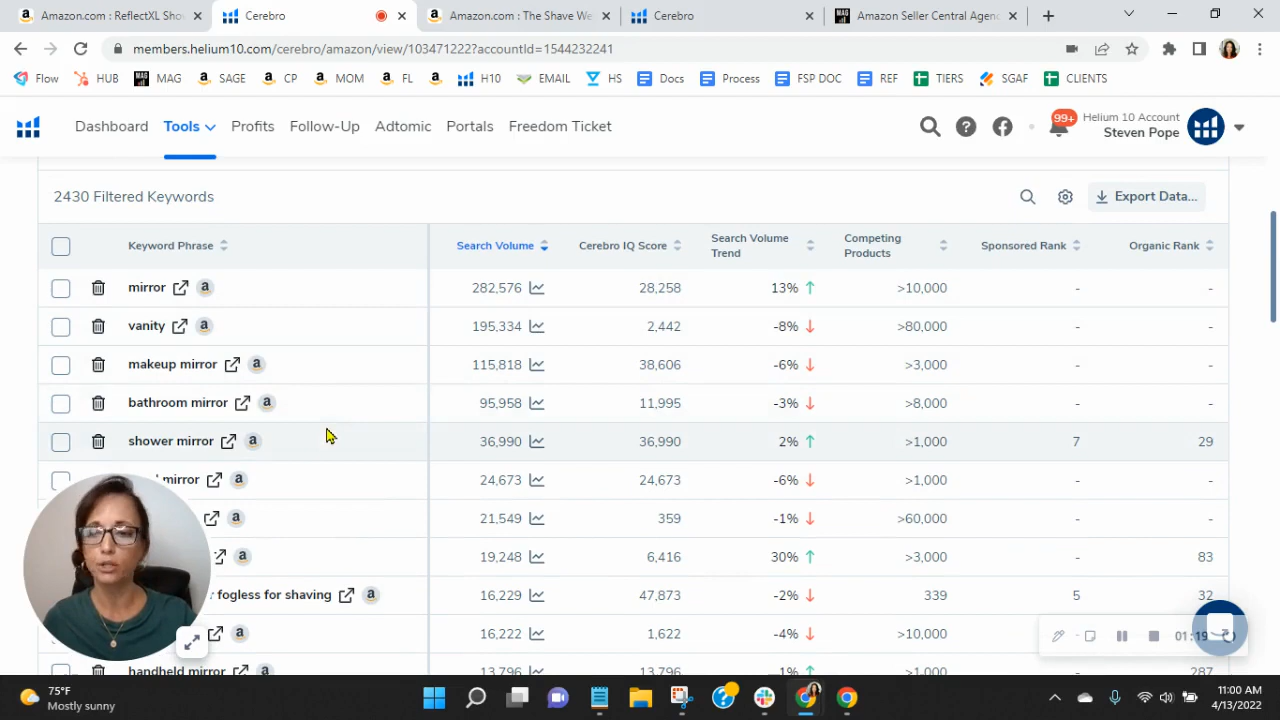 Amazon.com : ReflectXL Sho
Cerebro
Amazon.com : The Shave We
Cerebro
MAG Amazon Seller Central Agen
members.helium10.com/cerebro/amazon/view/103471222?accountId=1544232241
Flow HUB MAG SAGE CP MOM FL H10 EMAIL HS Docs Process FSP DOC REF TIERS SGAF CLIENTS
Dashboard Tools Profits Follow-Up Adtomic Portals Freedom Ticket
99+
Helium 10 Account
Steven Pope
2430 Filtered Keywords
Export Data...
Keyword Phrase Search Volume Cerebro IQ Score Search Volume Trend Competing Products Sponsored Rank Organic Rank
mirror 282,576 28,258 13% >10,000 - -
vanity 195,334 2,442 -8% >80,000 - -
makeup mirror 115,818 38,606 -6% >3,000 - -
bathroom mirror 95,958 11,995 -3% >8,000 - -
shower mirror 36,990 36,990 2% >1,000 7 29
mirror 24,673 24,673 -6% >1,000 - -
21,549 359 -1% >60,000 - -
19,248 6,416 30% >3,000 - 83
fogless for shaving 16,229 47,873 -2% 339 5 32
16,222 1,622 -4% >10,000
01:19
handheld mirror 13,796 13,796 1% >1,000 287
75°F
Mostly sunny
11:00 AM
4/13/2022